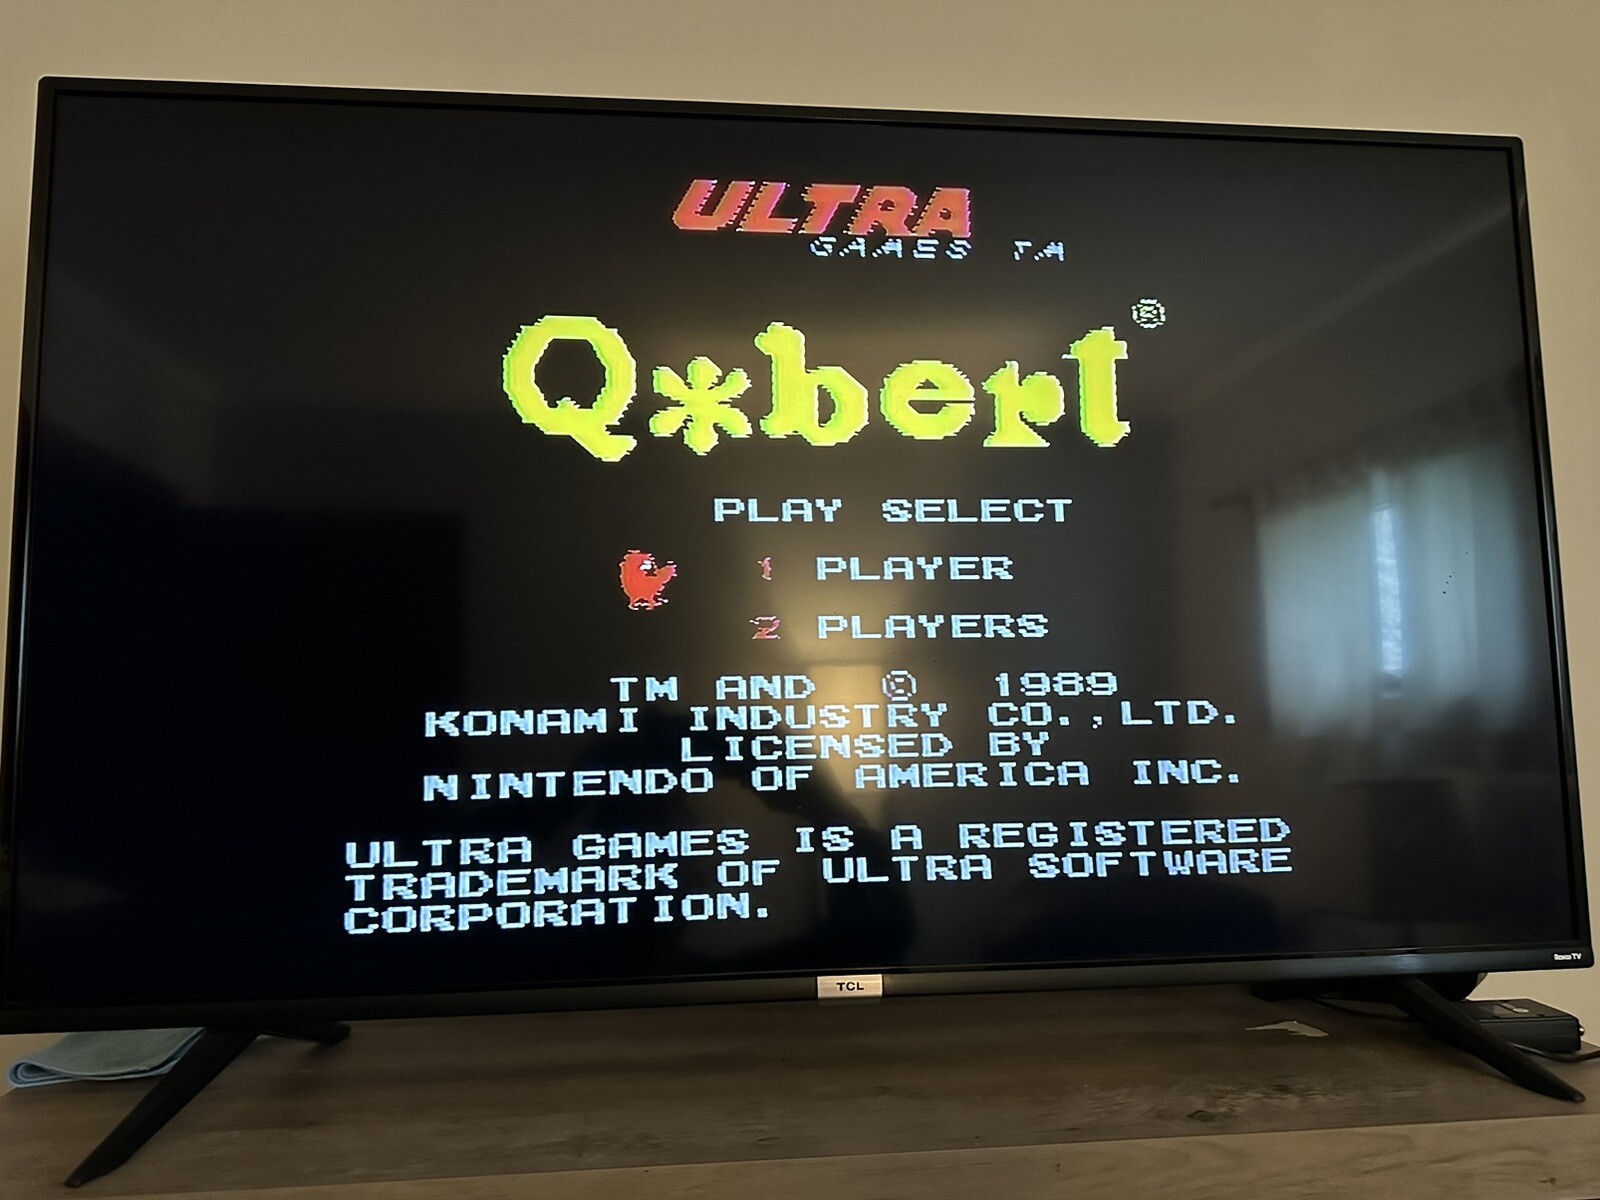 ULTRA
GAMES TM
Q*bert®
PLAY SELECT
1 PLAYER
2 PLAYERS
TM AND © 1989
KONAMI INDUSTRY CO.,LTD.
LICENSED BY
NINTENDO OF AMERICA INC.
ULTRA GAMES IS A REGISTERED
TRADEMARK OF ULTRA SOFTWARE
CORPORATION.
TCL
Roku TV